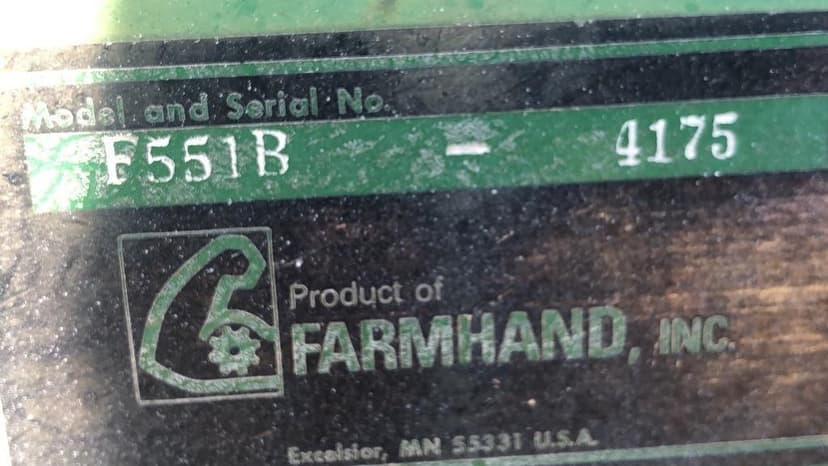 Model and Serial No.
F551B - 4175
Product of
FARMHAND, INC.
Excelsior, MN 55331 U.S.A.